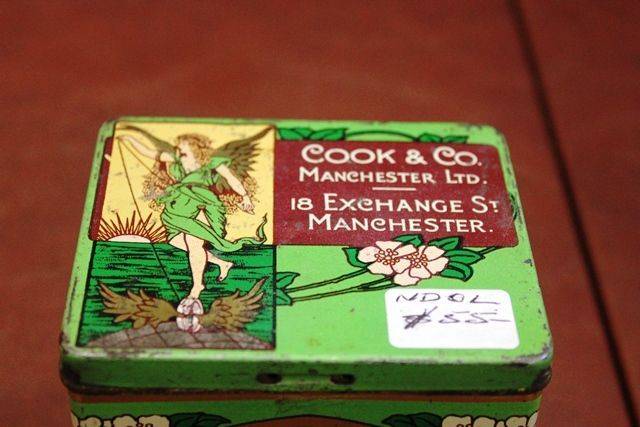 COOK & CO.
MANCHESTER LTD.
18 EXCHANGE ST
MANCHESTER.
NDOL
$55-